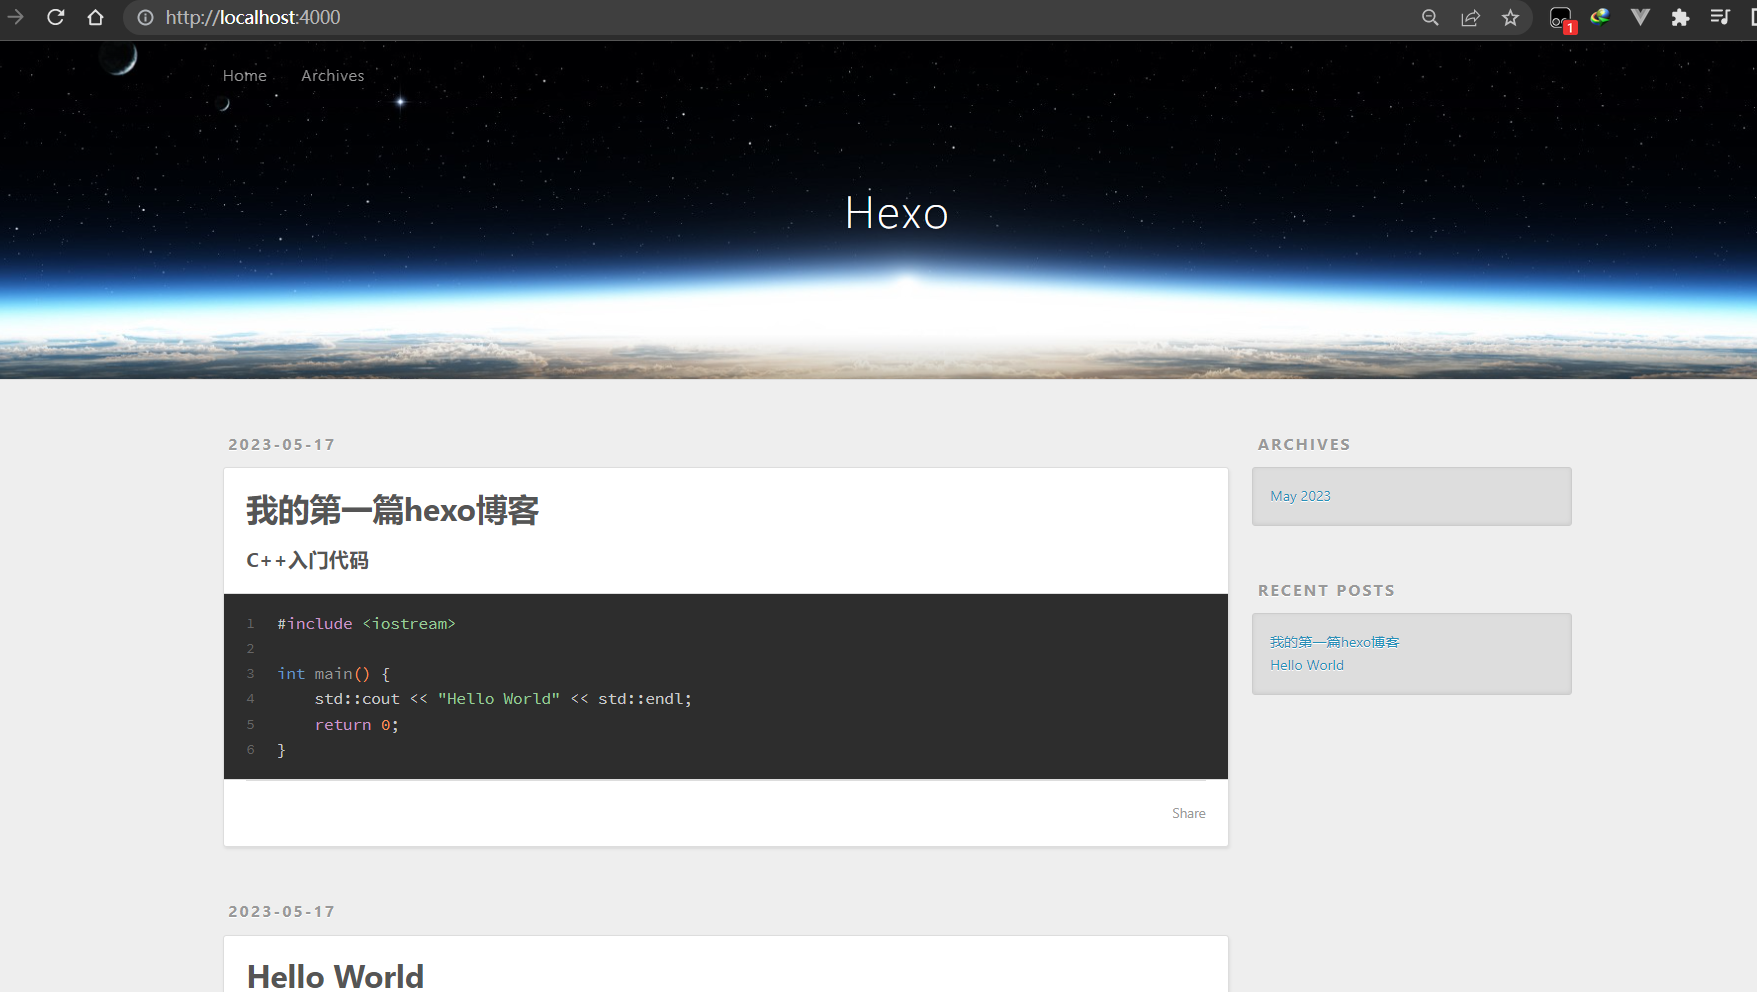 http://localhost:4000
1
Home Archives
Hexo
2023-05-17
我的第一篇hexo博客
C++入门代码
1 #include <iostream>
2
3 int main() {
4     std::cout << "Hello World" << std::endl;
5     return 0;
6 }
Share
2023-05-17
Hello World
ARCHIVES
May 2023
RECENT POSTS
我的第一篇hexo博客
Hello World